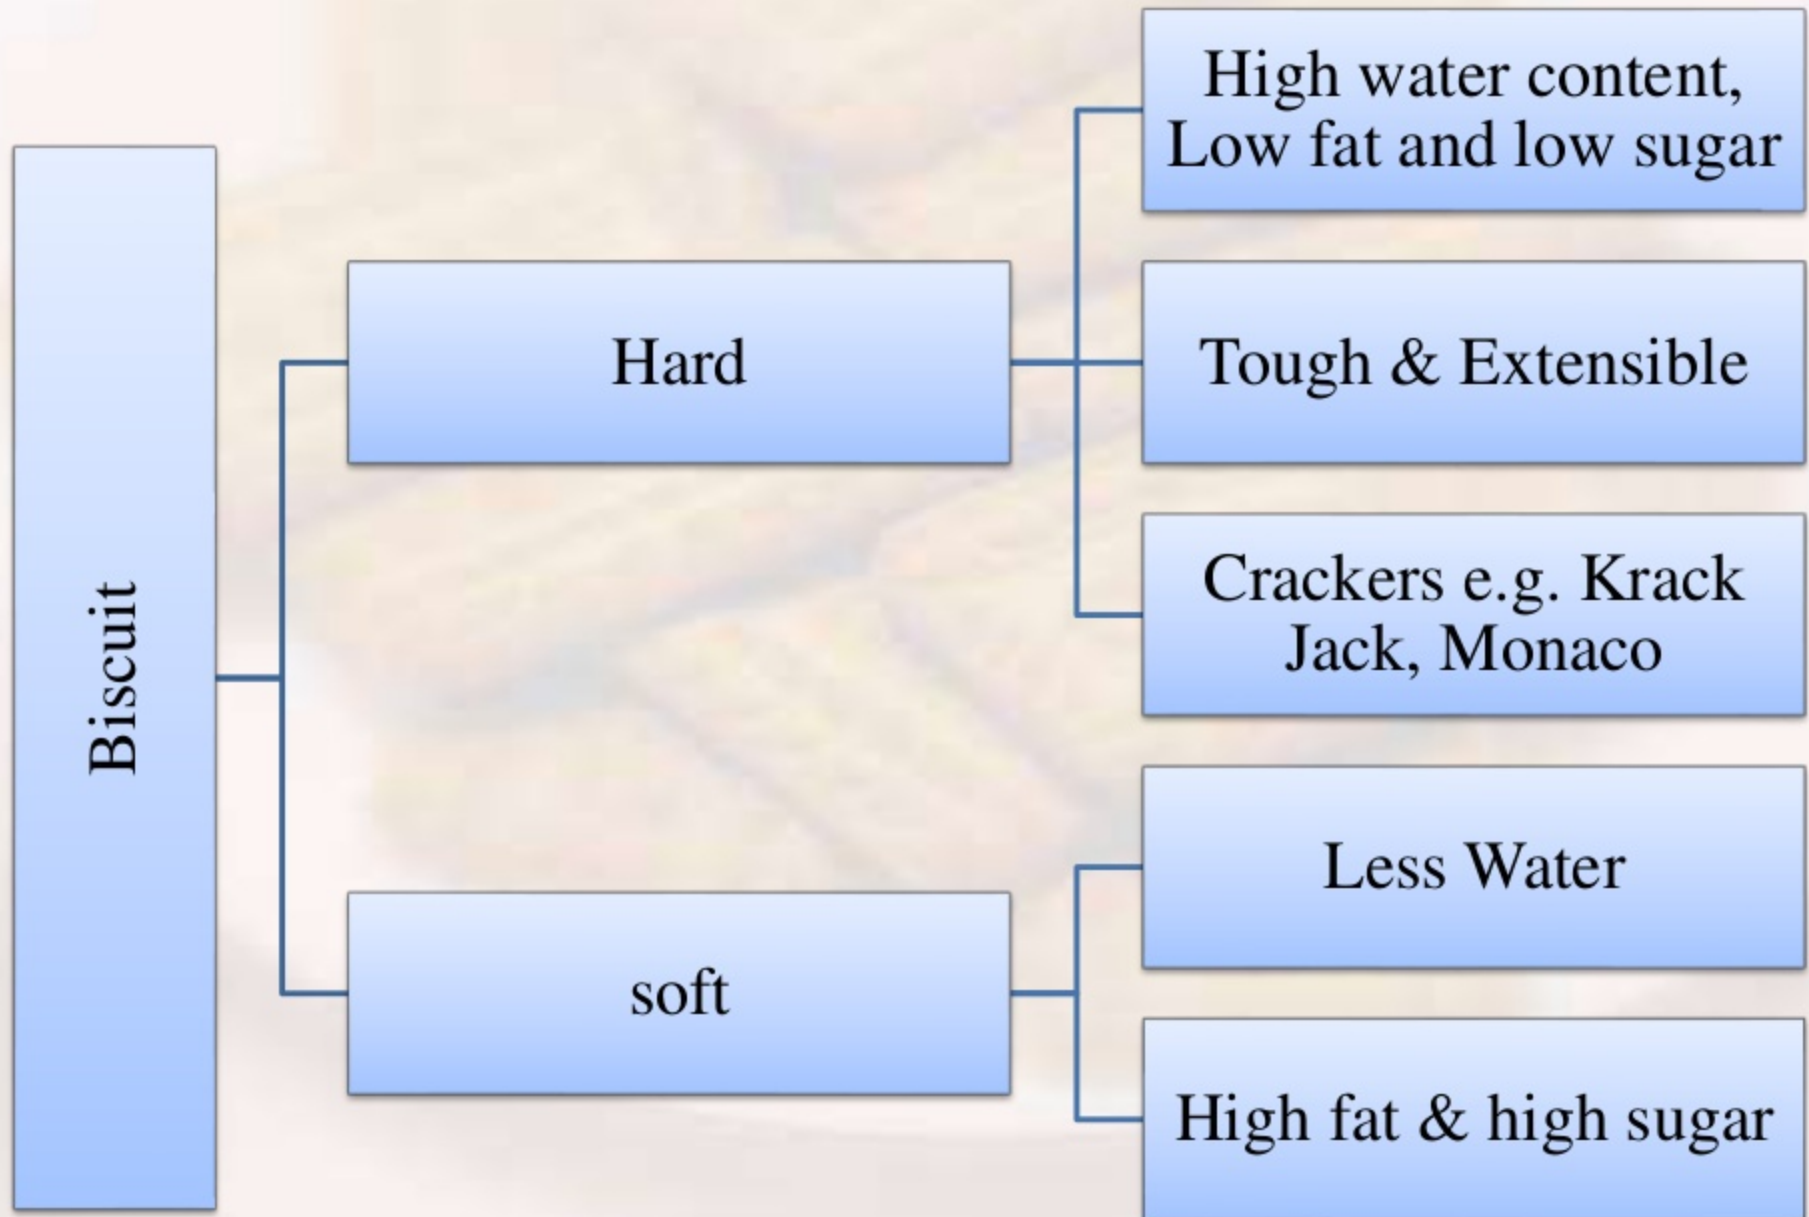 Biscuit
Hard
High water content,
Low fat and low sugar
Tough & Extensible
Crackers e.g. Krack
Jack, Monaco
soft
Less Water
High fat & high sugar